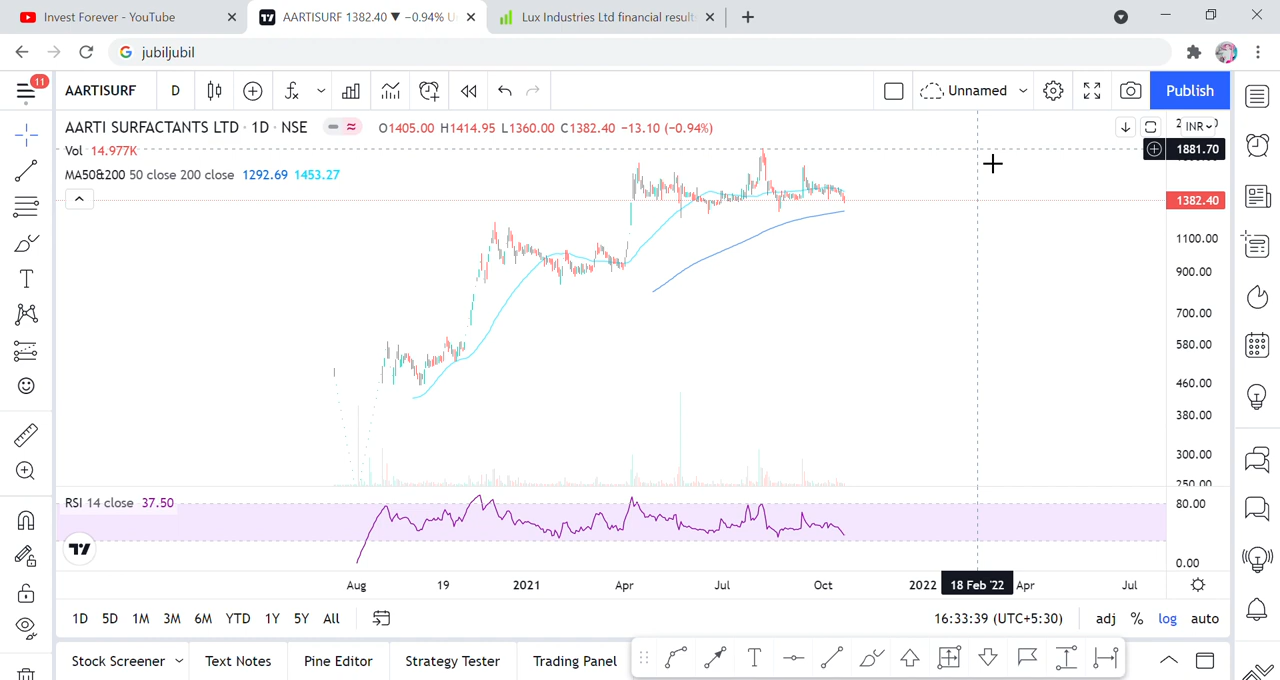 Invest Forever - YouTube
AARTISURF 1382.40 ▼ −0.94% U
Lux Industries Ltd financial result
jubiljubil
11
AARTISURF
D
Unnamed
Publish
AARTI SURFACTANTS LTD · 1D · NSE
O1405.00 H1414.95 L1360.00 C1382.40 −13.10 (−0.94%)
INR
Vol 14.977K
1881.70
MA50&200 50 close 200 close 1292.69 1453.27
1382.40
1100.00
900.00
700.00
580.00
460.00
380.00
300.00
250.00
RSI 14 close 37.50
80.00
0.00
Aug 19 2021 Apr Jul Oct 2022 18 Feb '22 Apr Jul
1D 5D 1M 3M 6M YTD 1Y 5Y All
16:33:39 (UTC+5:30) adj % log auto
Stock Screener Text Notes Pine Editor Strategy Tester Trading Panel